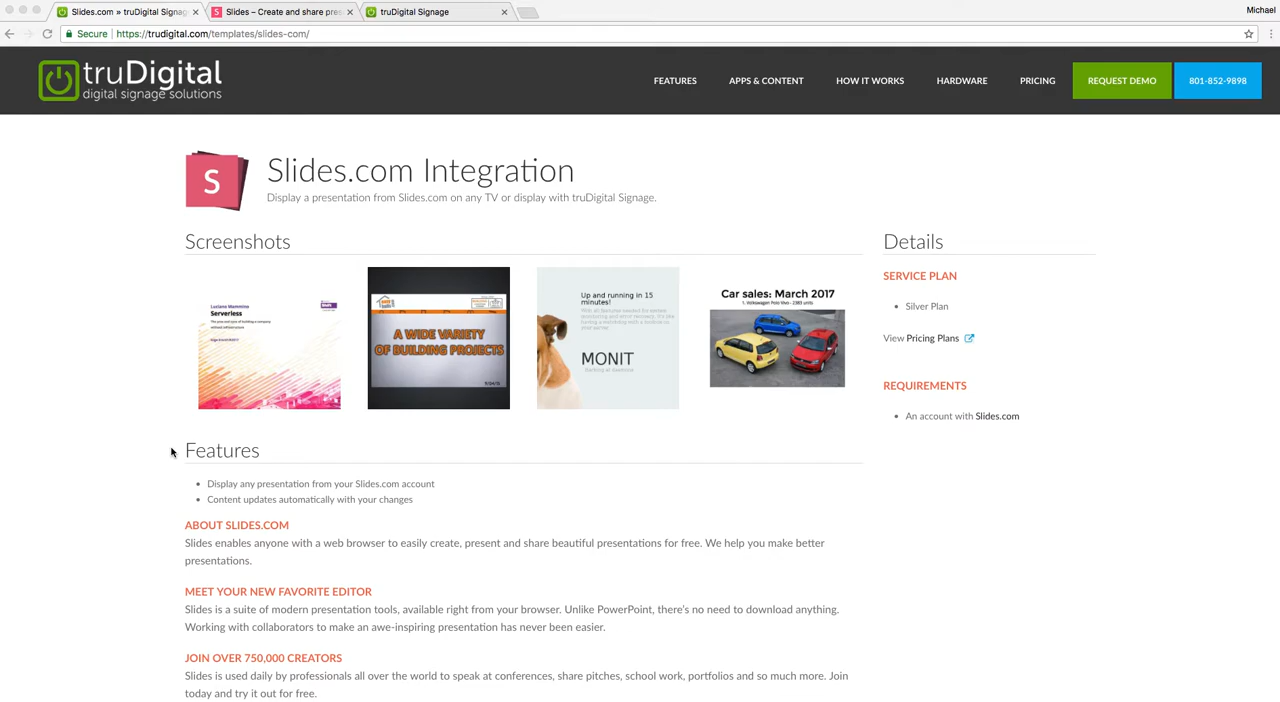 Slides.com » truDigital Signag
Slides – Create and share pres
truDigital Signage
Michael
Secure
https://trudigital.com/templates/slides-com/
truDigital
digital signage solutions
FEATURES
APPS & CONTENT
HOW IT WORKS
HARDWARE
PRICING
REQUEST DEMO
801-852-9898
S
Slides.com Integration
Display a presentation from Slides.com on any TV or display with truDigital Signage.
Screenshots
Luciano Mammino
Serverless
A WIDE VARIETY
OF BUILDING PROJECTS
Up and running in 15
minutes!
MONIT
Car sales: March 2017
1. Volkswagen Polo Vivo - 2383 units
Features
Display any presentation from your Slides.com account
Content updates automatically with your changes
ABOUT SLIDES.COM
Slides enables anyone with a web browser to easily create, present and share beautiful presentations for free. We help you make better
presentations.
MEET YOUR NEW FAVORITE EDITOR
Slides is a suite of modern presentation tools, available right from your browser. Unlike PowerPoint, there's no need to download anything.
Working with collaborators to make an awe-inspiring presentation has never been easier.
JOIN OVER 750,000 CREATORS
Slides is used daily by professionals all over the world to speak at conferences, share pitches, school work, portfolios and so much more. Join
today and try it out for free.
Details
SERVICE PLAN
Silver Plan
View Pricing Plans
REQUIREMENTS
An account with Slides.com